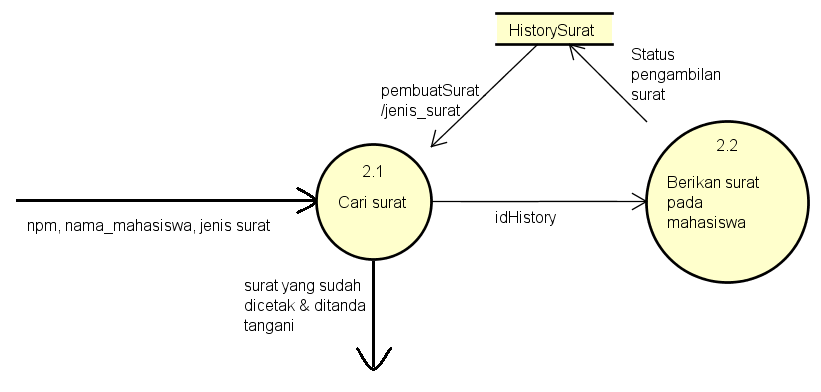 HistorySurat
Status
pengambilan
surat
pembuatSurat
/jenis_surat
2.1
Cari surat
2.2
Berikan surat
pada
mahasiswa
npm, nama_mahasiswa, jenis surat
idHistory
surat yang sudah
dicetak & ditanda
tangani